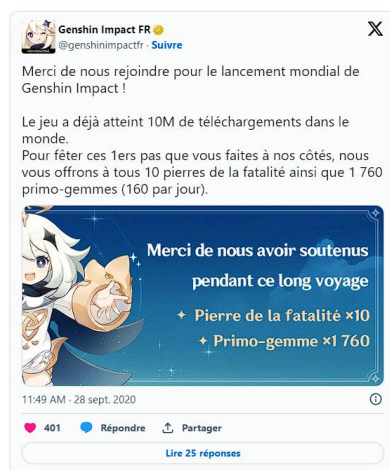 Genshin Impact FR
@genshinimpactfr · Suivre
Merci de nous rejoindre pour le lancement mondial de
Genshin Impact !
Le jeu a déjà atteint 10M de téléchargements dans le
monde.
Pour fêter ces 1ers pas que vous faites à nos côtés, nous
vous offrons à tous 10 pierres de la fatalité ainsi que 1 760
primo-gemmes (160 par jour).
Merci de nous avoir soutenus
pendant ce long voyage
Pierre de la fatalité ×10
Primo-gemme ×1 760
11:49 AM · 28 sept. 2020
401 Répondre Partager
Lire 25 réponses